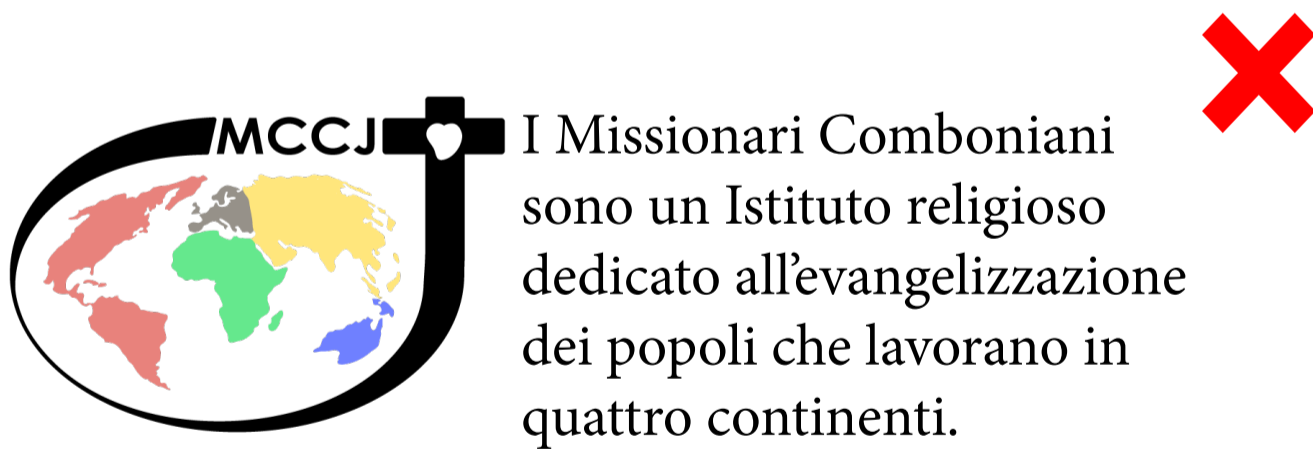 MCCJ
I Missionari Comboniani
sono un Istituto religioso
dedicato all’evangelizzazione
dei popoli che lavorano in
quattro continenti.